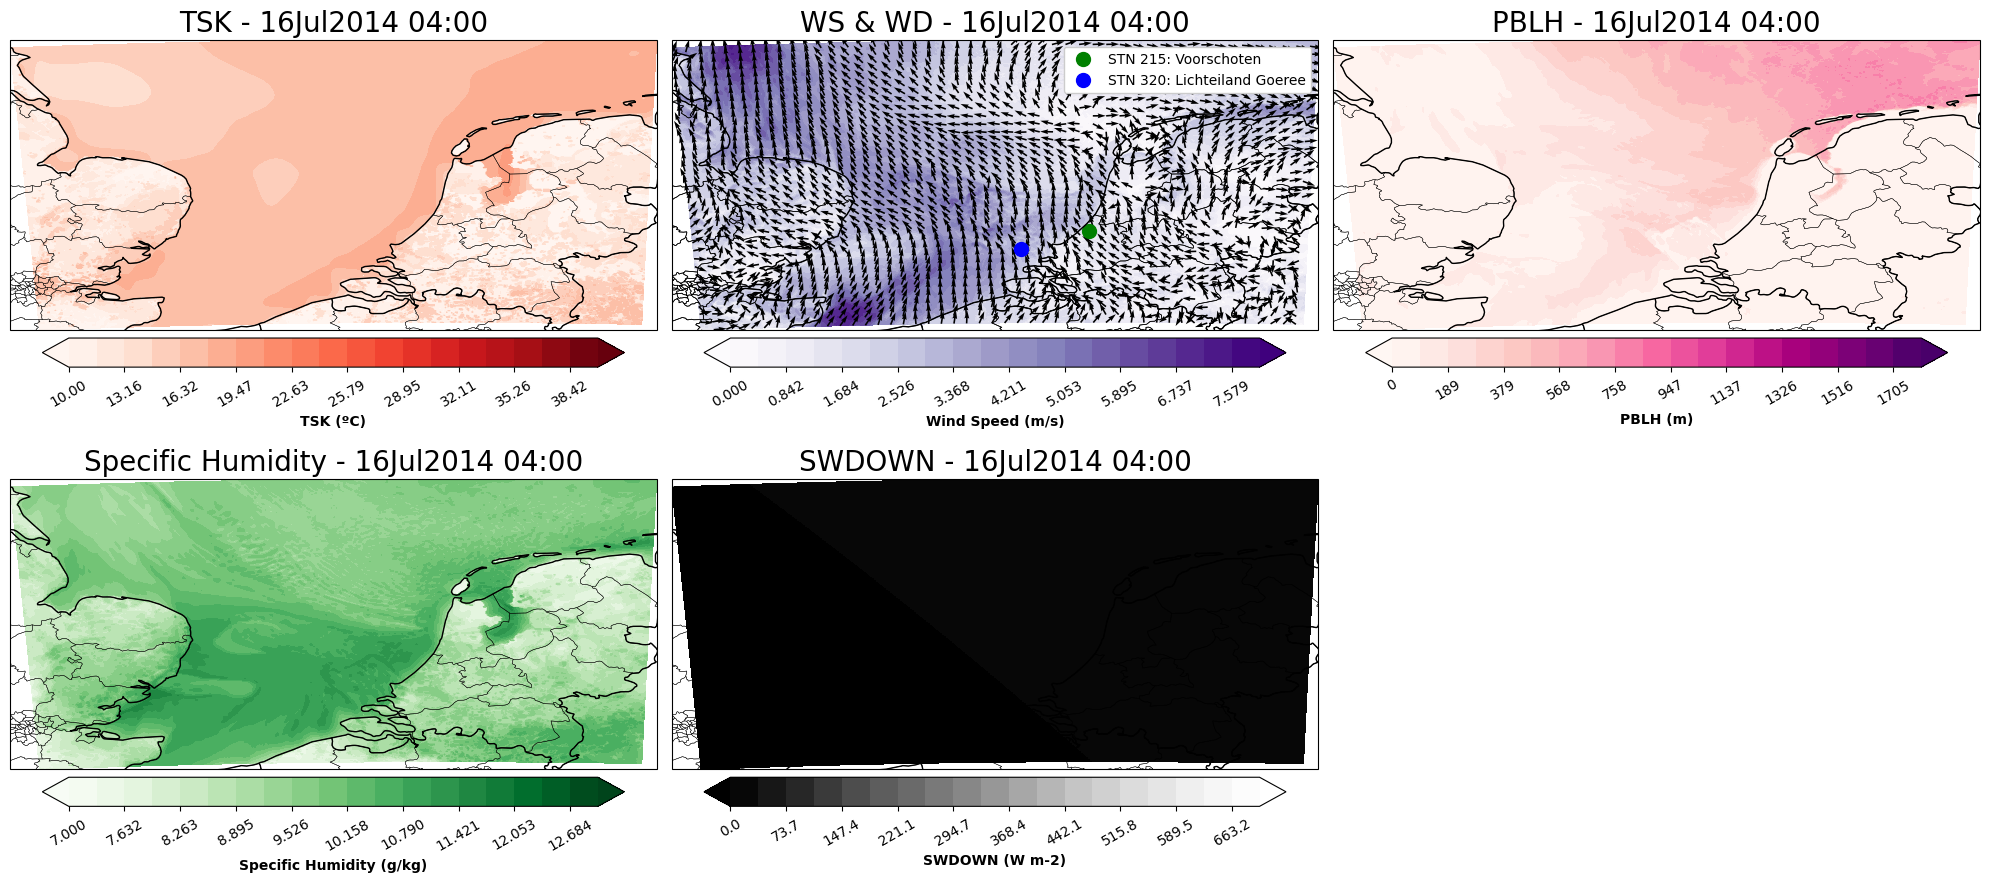 TSK - 16Jul2014 04:00
WS & WD - 16Jul2014 04:00
PBLH - 16Jul2014 04:00
STN 215: Voorschoten
STN 320: Lichteiland Goeree
10.00 13.16 16.32 19.47 22.63 25.79 28.95 32.11 35.26 38.42
TSK (ºC)
0.000 0.842 1.684 2.526 3.368 4.211 5.053 5.895 6.737 7.579
Wind Speed (m/s)
0 189 379 568 758 947 1137 1326 1516 1705
PBLH (m)
Specific Humidity - 16Jul2014 04:00
SWDOWN - 16Jul2014 04:00
7.000 7.632 8.263 8.895 9.526 10.158 10.790 11.421 12.053 12.684
Specific Humidity (g/kg)
0.0 73.7 147.4 221.1 294.7 368.4 442.1 515.8 589.5 663.2
SWDOWN (W m-2)